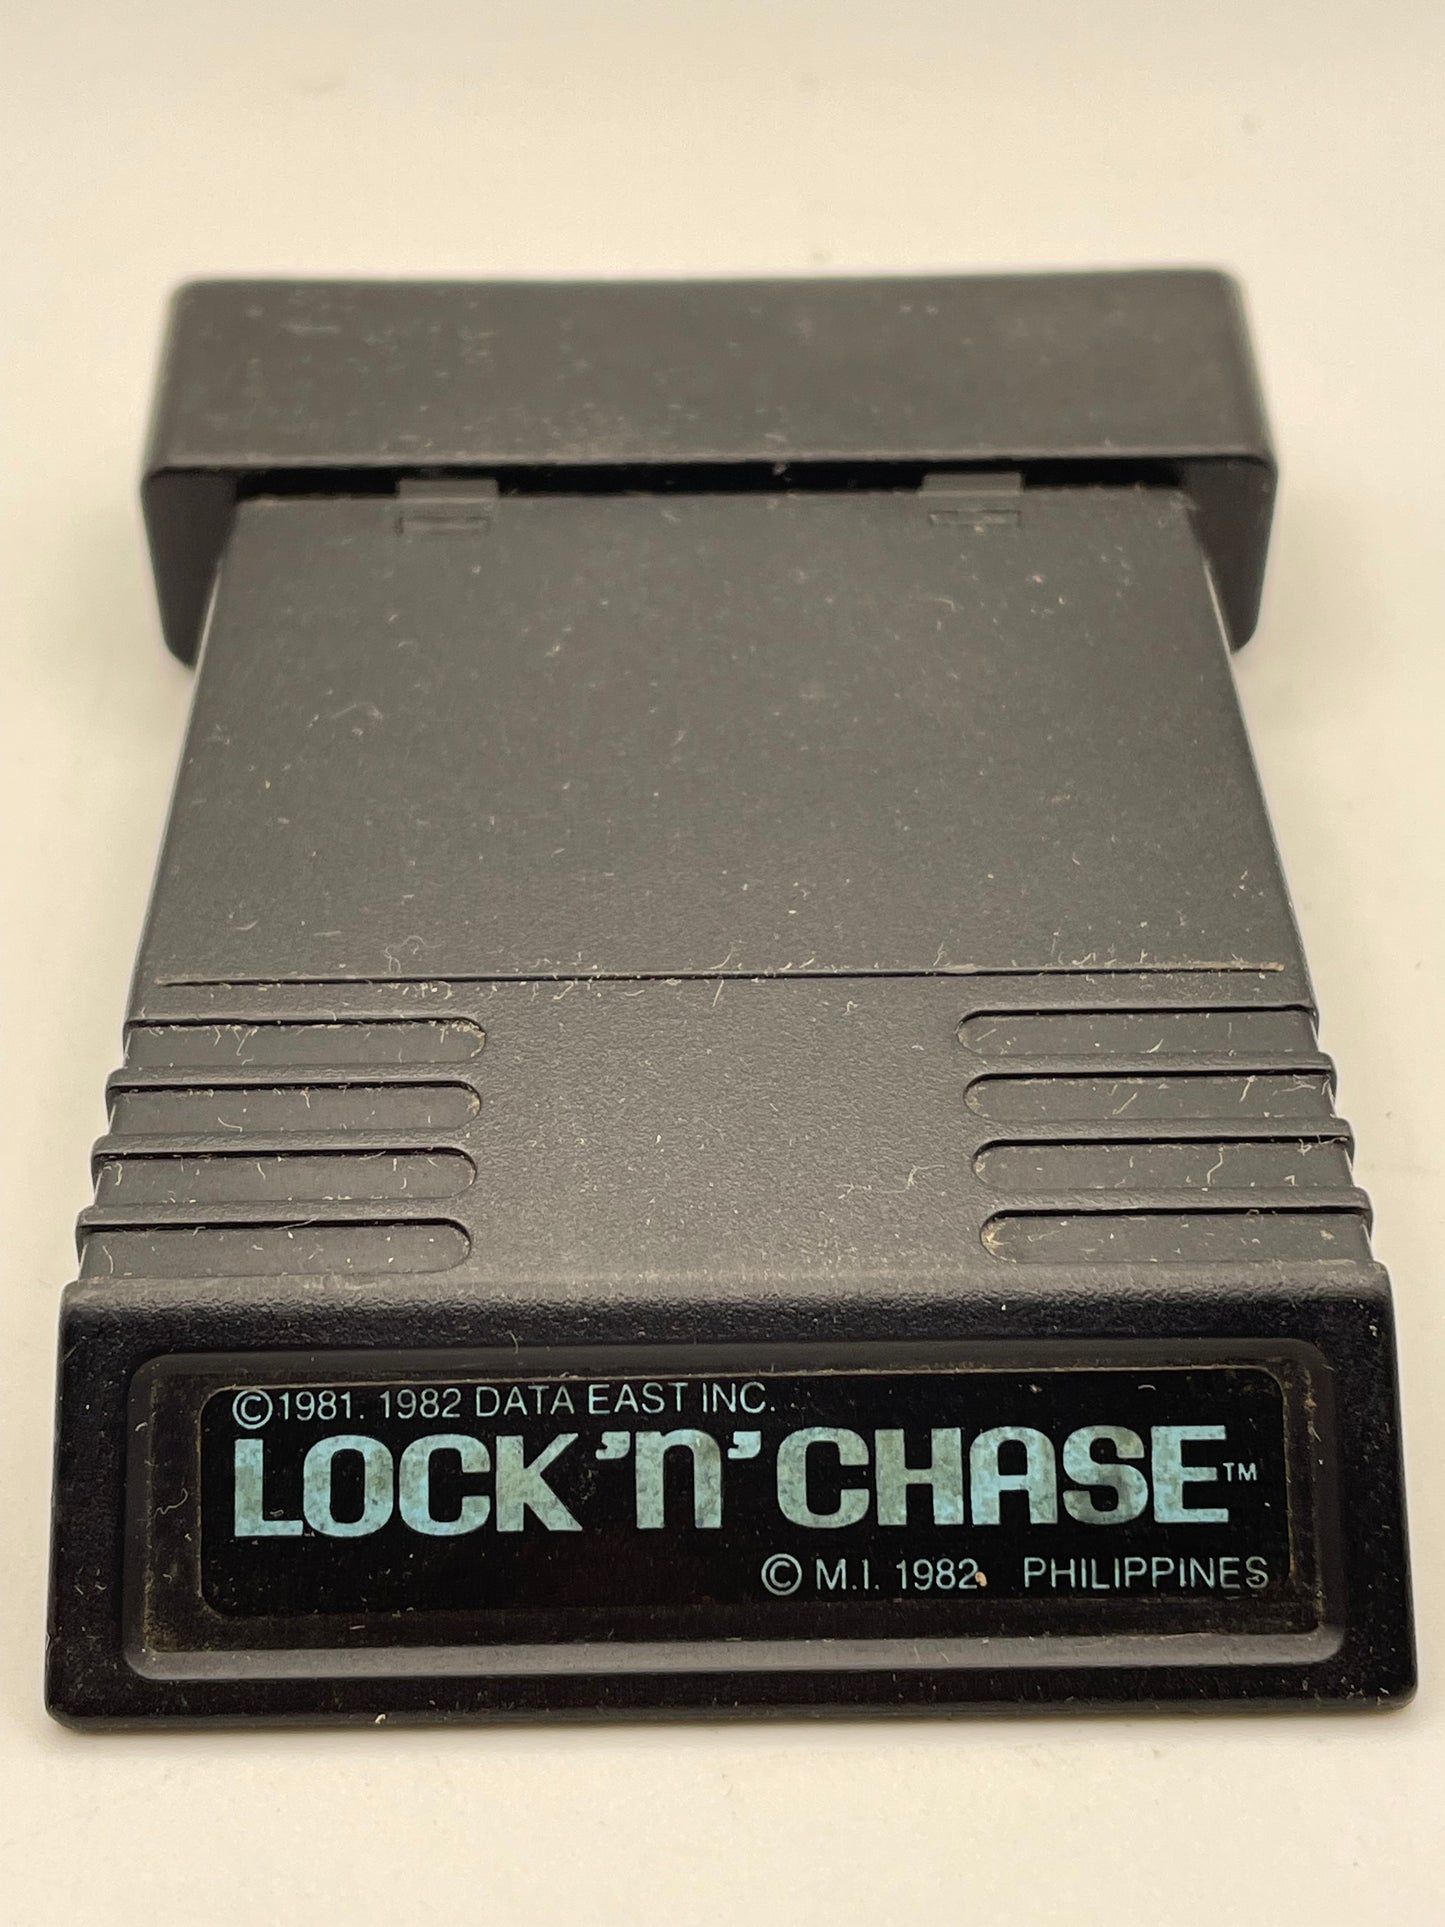 ©1981. 1982 DATA EAST INC.
LOCK 'N' CHASE™
© M.I. 1982. PHILIPPINES